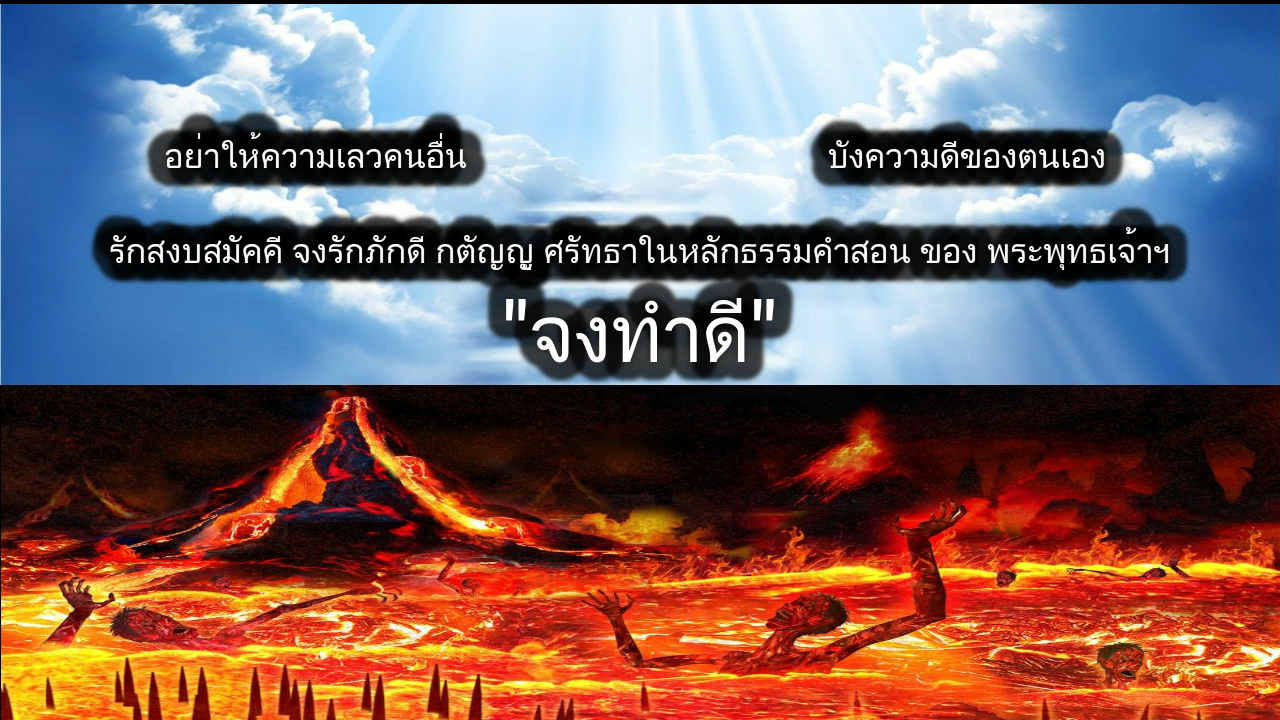 อย่าให้ความเลวคนอื่น บังความดีของตนเอง
รักสงบสมัคคี จงรักภักดี กตัญญู ศรัทธาในหลักธรรมคำสอน ของ พระพุทธเจ้าฯ
"จงทำดี"